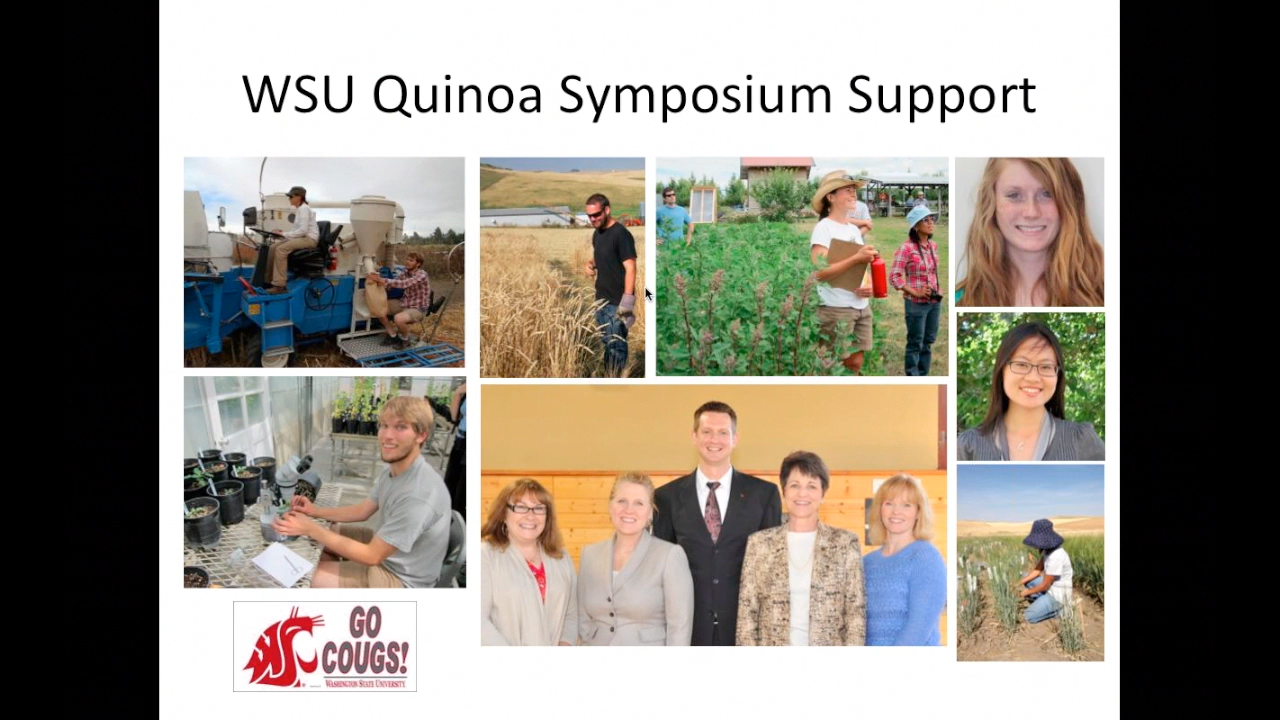 WSU Quinoa Symposium Support
GO
COUGS!
WASHINGTON STATE UNIVERSITY